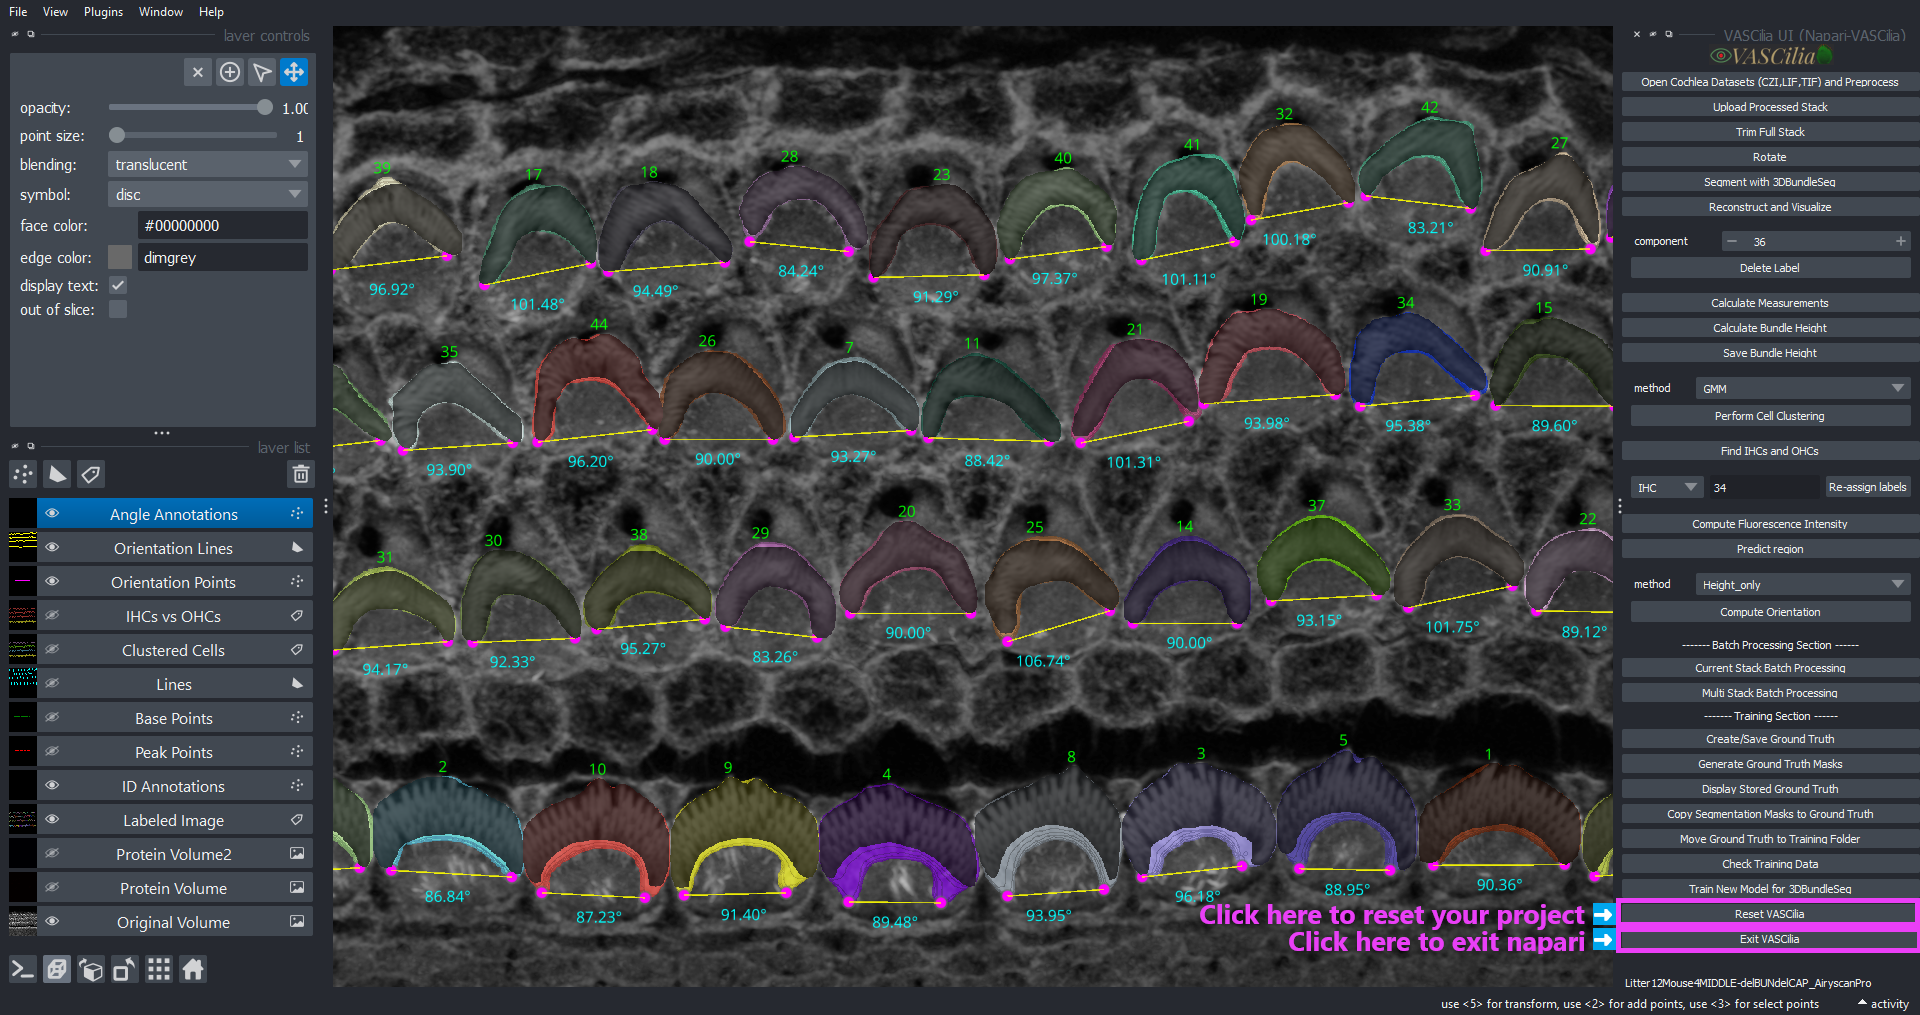 File View Plugins Window Help
layer controls
opacity: 1.00
point size: 1
blending: translucent
symbol: disc
face color: #00000000
edge color: dimgrey
display text:
out of slice:
layer list
Angle Annotations
Orientation Lines
Orientation Points
IHCs vs OHCs
Clustered Cells
Lines
Base Points
Peak Points
ID Annotations
Labeled Image
Protein Volume2
Protein Volume
Original Volume
39 17 18 28 23 40 41 32 42 27
96.92° 101.48° 94.49° 84.24° 91.29° 97.37° 101.11° 100.18° 83.21° 90.91°
35 44 26 7 11 21 19 34 15
93.90° 96.20° 90.00° 93.27° 88.42° 101.31° 93.98° 95.38° 89.60°
31 30 38 29 20 25 14 37 33 22
94.17° 92.33° 95.27° 83.26° 90.00° 106.74° 90.00° 93.15° 101.75° 89.12°
2 10 9 4 8 3 5 1
86.84° 87.23° 91.40° 89.48° 93.95° 96.18° 88.95° 90.36°
Click here to reset your project
Click here to exit napari
VASCilia UI (Napari-VASCilia)
VASCilia
Open Cochlea Datasets (CZI,LIF,TIF) and Preprocess
Upload Processed Stack
Trim Full Stack
Rotate
Segment with 3DBundleSeg
Reconstruct and Visualize
component 36
Delete Label
Calculate Measurements
Calculate Bundle Height
Save Bundle Height
method GMM
Perform Cell Clustering
Find IHCs and OHCs
IHC 34 Re-assign labels
Compute Fluorescence Intensity
Predict region
method Height_only
Compute Orientation
------- Batch Processing Section ------
Current Stack Batch Processing
Multi Stack Batch Processing
------- Training Section ------
Create/Save Ground Truth
Generate Ground Truth Masks
Display Stored Ground Truth
Copy Segmentation Masks to Ground Truth
Move Ground Truth to Training Folder
Check Training Data
Train New Model for 3DBundleSeg
Reset VASCilia
Exit VASCilia
Litter12Mouse4MIDDLE-delBUNdelCAP_AiryscanPro
use <5> for transform, use <2> for add points, use <3> for select points activity